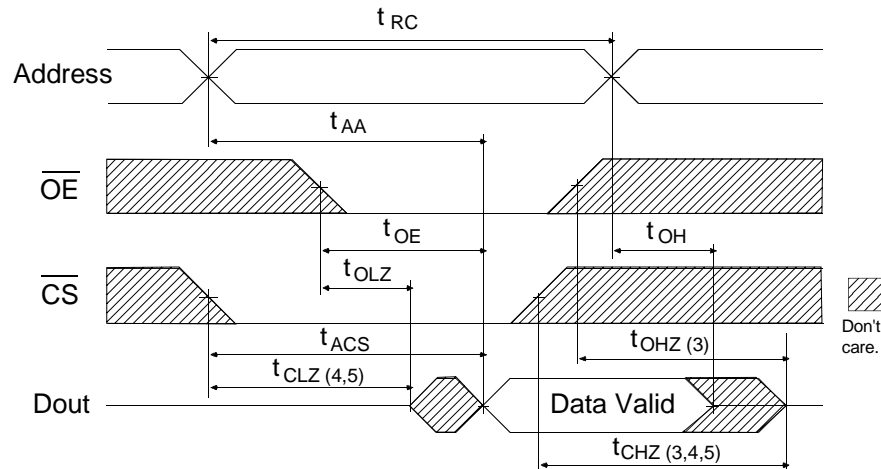 t RC
Address
t AA
OE
t OE
t OH
t OLZ
CS
t ACS
t OHZ (3)
Don't
care.
t CLZ (4,5)
Dout
Data Valid
t CHZ (3,4,5)